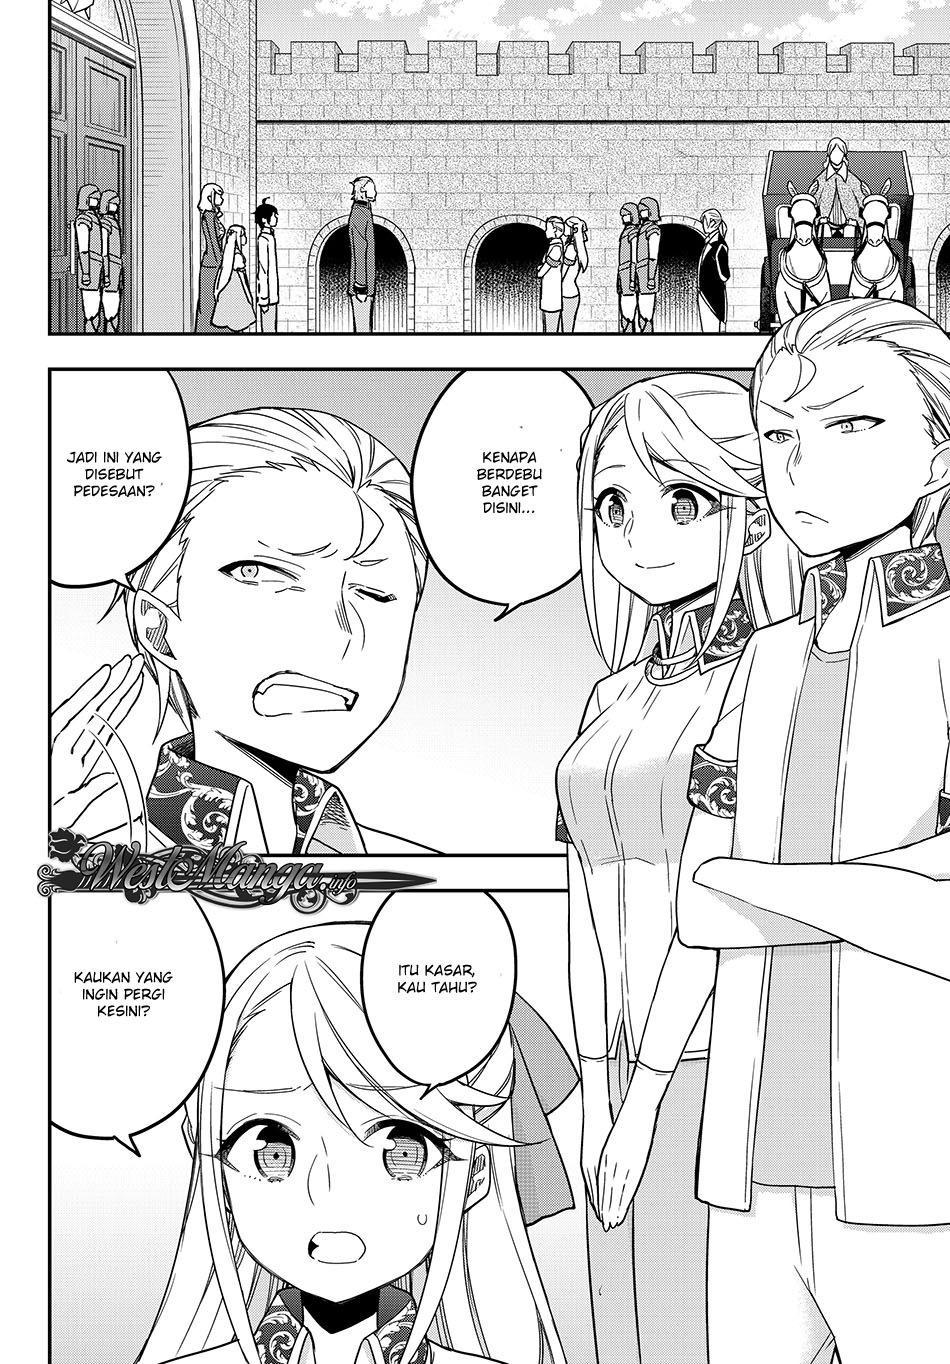 KENAPA
BERDEBU
BANGET
DISINI...
JADI INI YANG
DISEBUT
PEDESAAN?
ITU KASAR,
KAU TAHU?
KAUKAN YANG
INGIN PERGI
KESINI?
WestManga.info